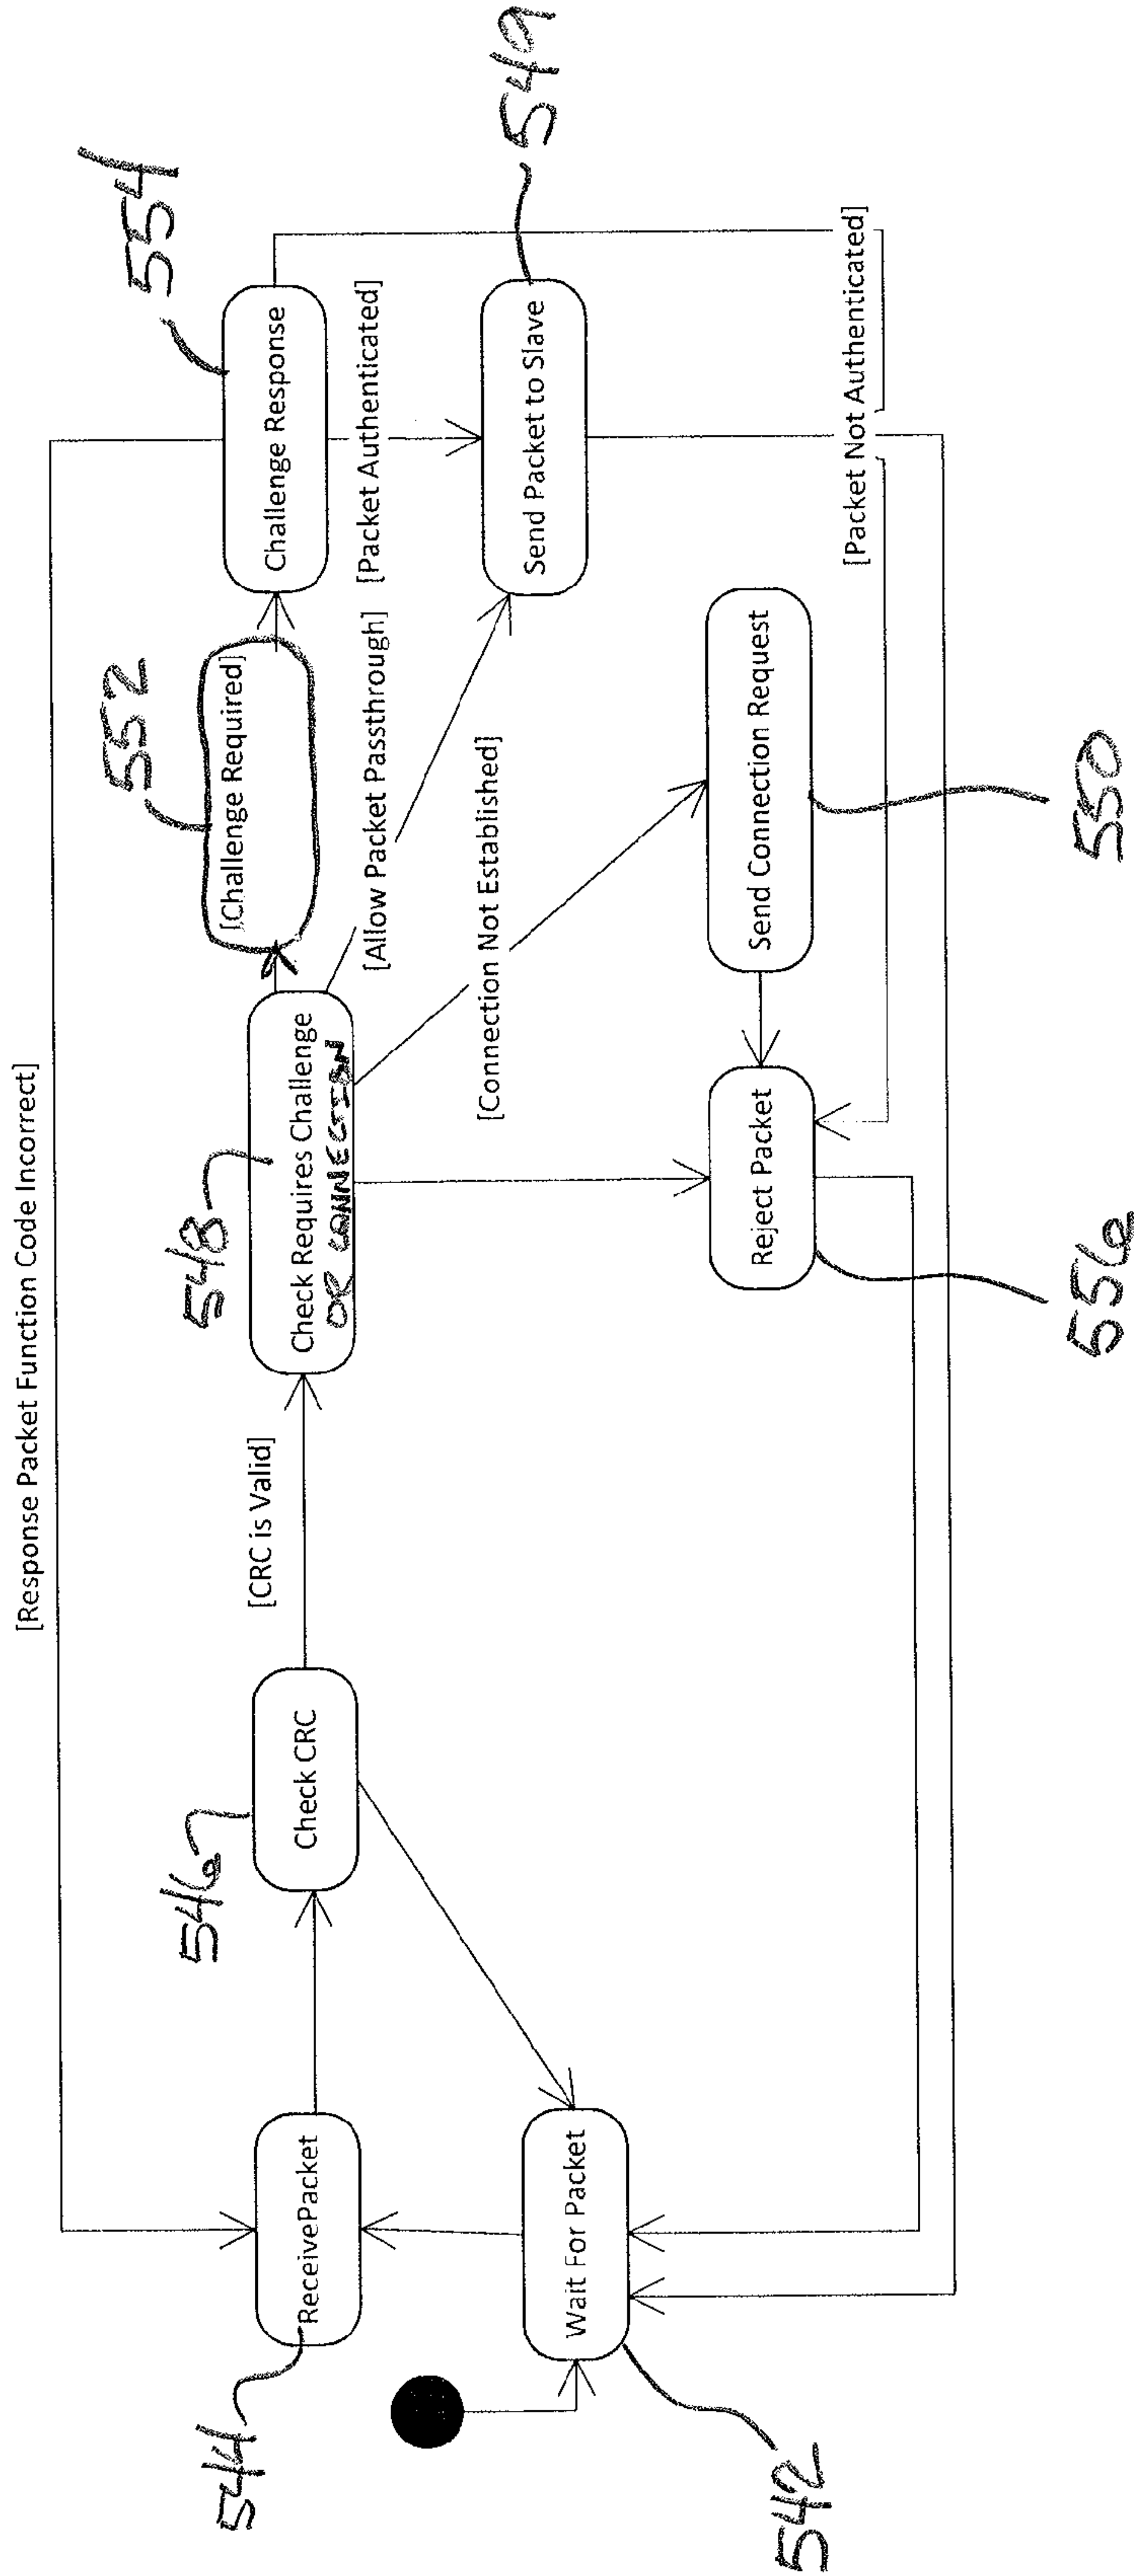 [Response Packet Function Code Incorrect]
544
ReceivePacket
546
Check CRC
[CRC is Valid]
548
Check Requires Challenge
OR CONNECTION
552
[Challenge Required]
554
Challenge Response
[Allow Packet Passthrough]
[Packet Authenticated]
[Connection Not Established]
549
Send Packet to Slave
542
Wait For Packet
556
Reject Packet
550
Send Connection Request
[Packet Not Authenticated]